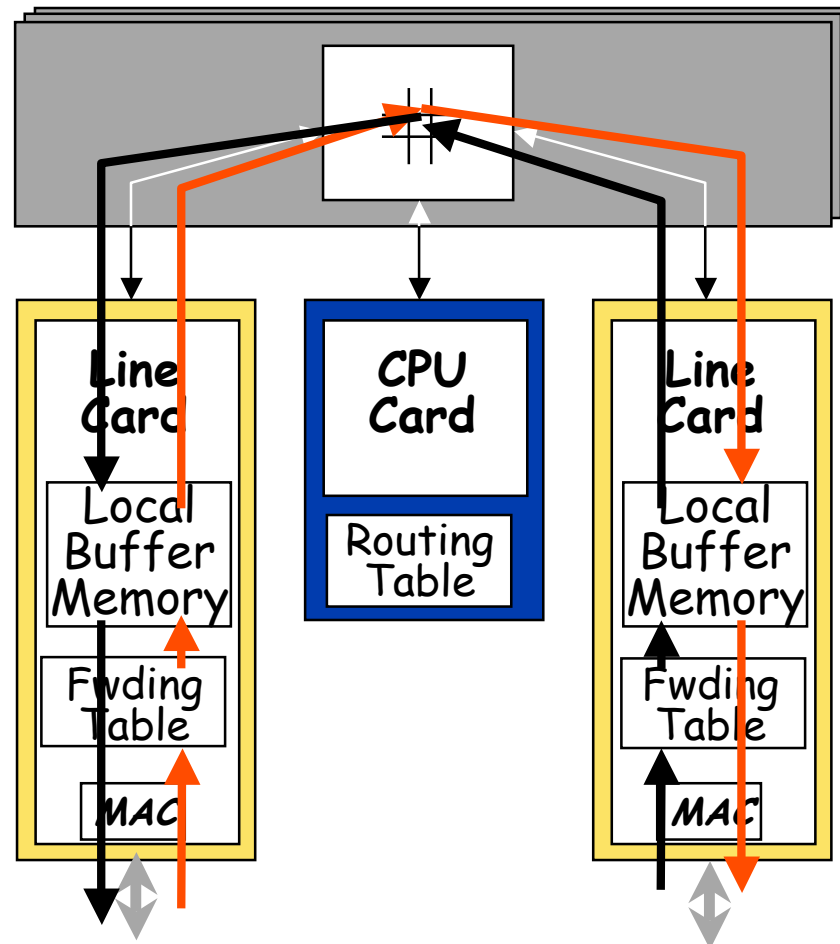 Line
Card
Local
Buffer
Memory
Fwding
Table
MAC
CPU
Card
Routing
Table
Line
Card
Local
Buffer
Memory
Fwding
Table
MAC